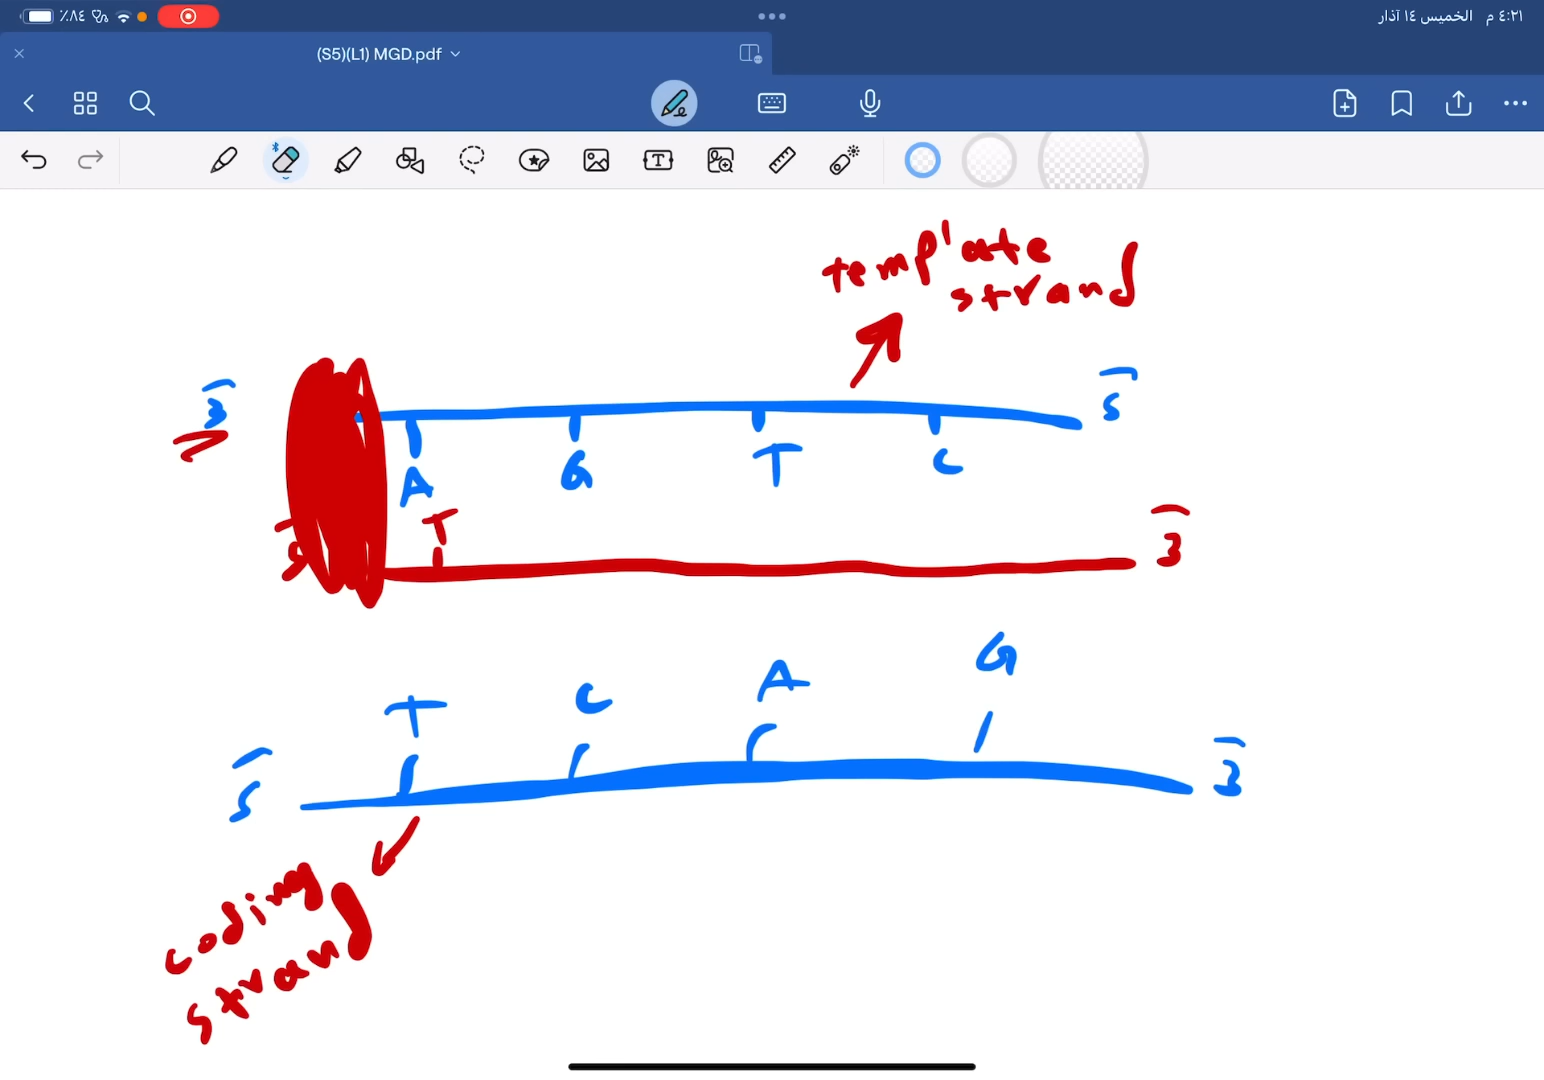 ٪٨٤
٤:٢١ م الخميس ١٤ آذار
(S5)(L1) MGD.pdf
T
template
strand
3
5
A G T C
T
5
3
T C A G
5
3
coding
strand